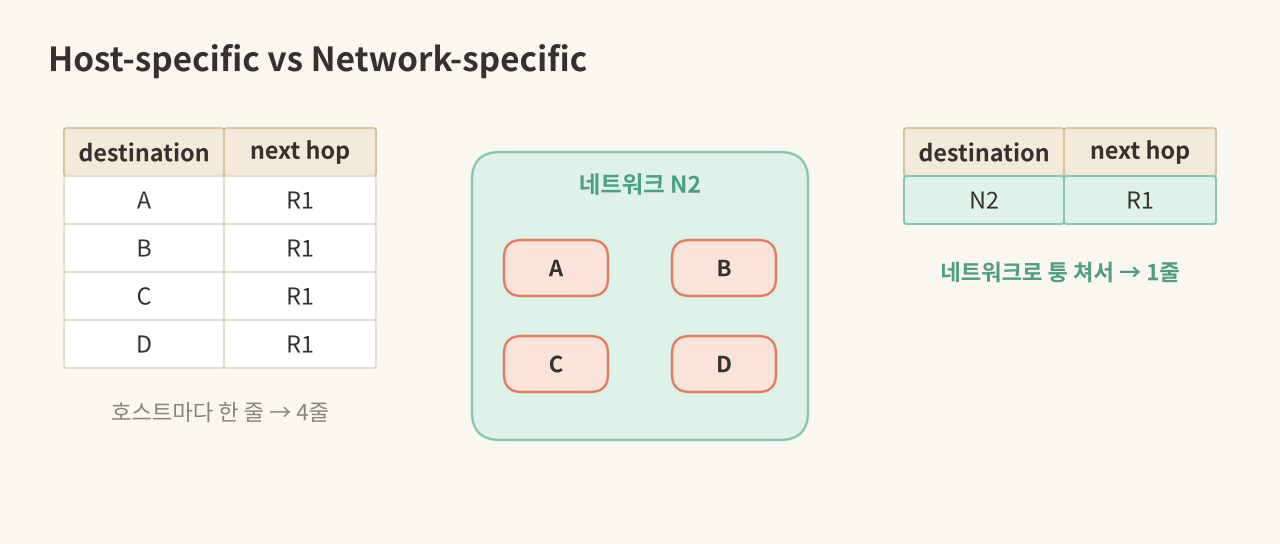 Host-specific vs Network-specific
destination next hop
A R1
B R1
C R1
D R1
호스트마다 한 줄 → 4줄
네트워크 N2
A B
C D
destination next hop
N2 R1
네트워크로 퉁 쳐서 → 1줄